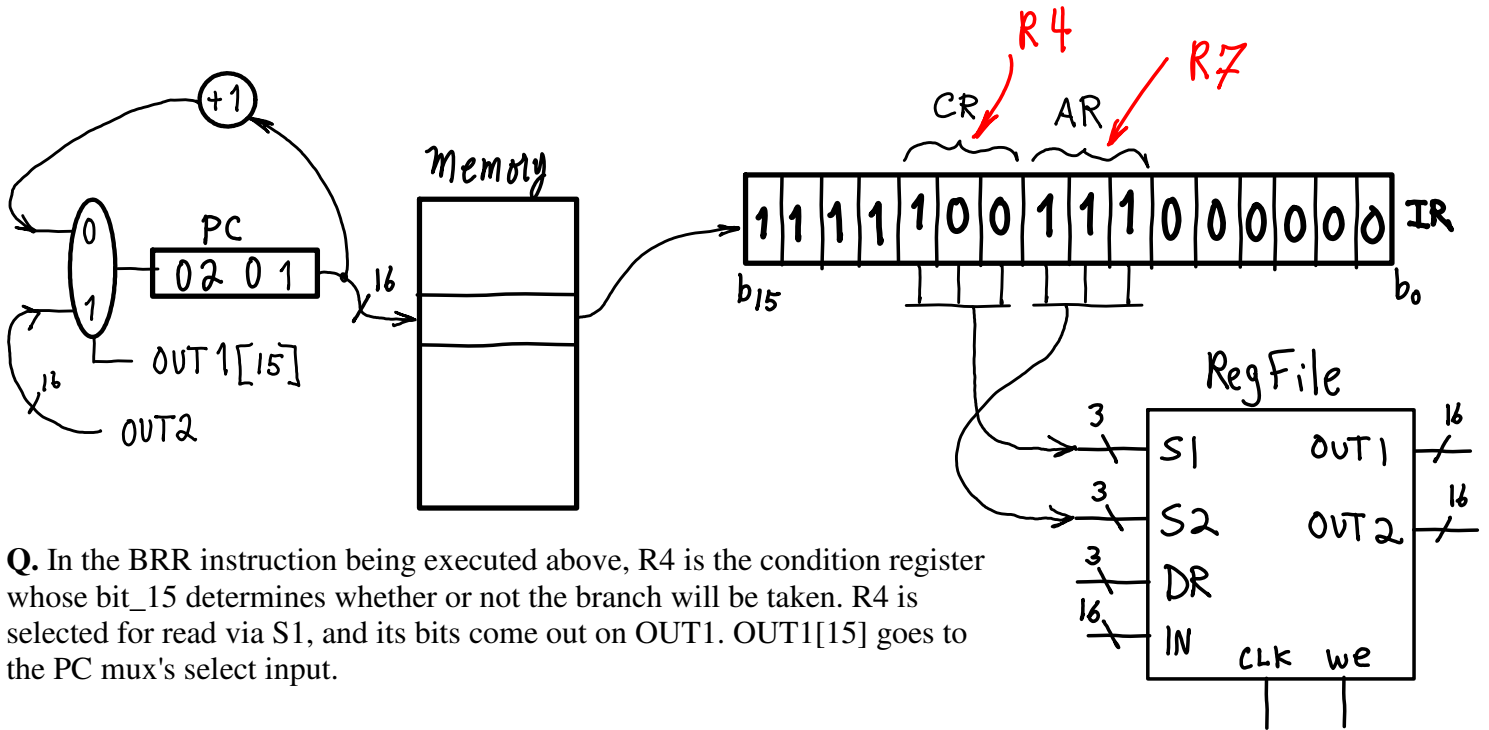 R4
R7
+1
CR
AR
Memory
0
PC
0201
16
1 1 1 1 1 0 0 1 1 1 0 0 0 0 0 0
IR
b15
b0
1
OUT1[15]
16
OUT2
RegFile
3
S1
OUT1
16
3
S2
OUT2
16
3
DR
16
IN
CLK
we
Q. In the BRR instruction being executed above, R4 is the condition register
whose bit_15 determines whether or not the branch will be taken. R4 is
selected for read via S1, and its bits come out on OUT1. OUT1[15] goes to
the PC mux's select input.